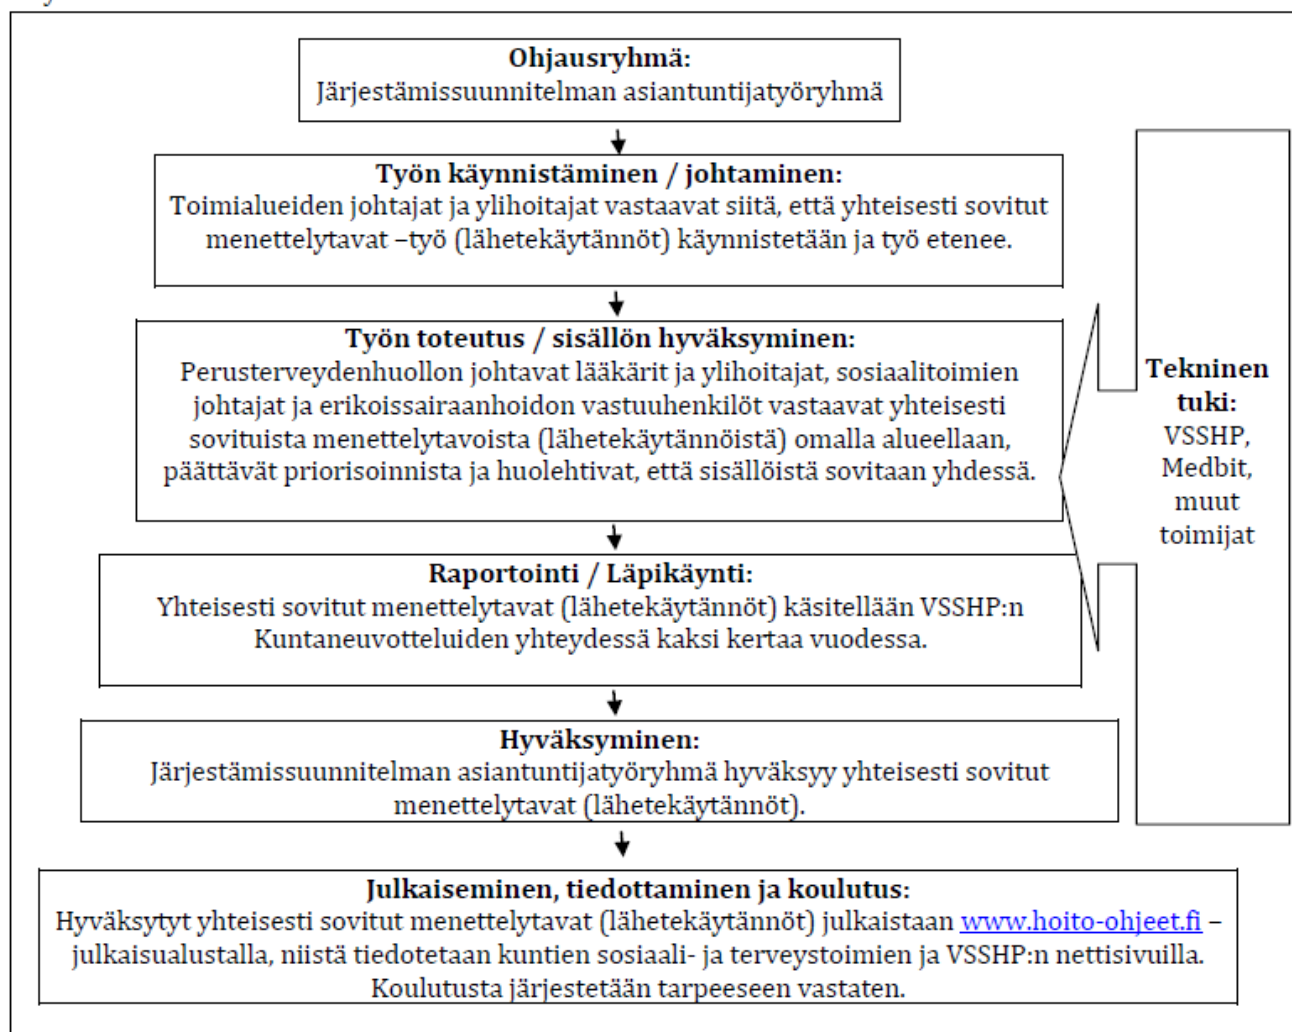 Ohjausryhmä:
Järjestämissuunnitelman asiantuntijatyöryhmä
Työn käynnistäminen / johtaminen:
Toimialueiden johtajat ja ylihoitajat vastaavat siitä, että yhteisesti sovitut
menettelytavat –työ (lähetekäytännöt) käynnistetään ja työ etenee.
Työn toteutus / sisällön hyväksyminen:
Perusterveydenhuollon johtavat lääkärit ja ylihoitajat, sosiaalitoimien
johtajat ja erikoissairaanhoidon vastuuhenkilöt vastaavat yhteisesti
sovituista menettelytavoista (lähetekäytännöistä) omalla alueellaan,
päättävät priorisoinnista ja huolehtivat, että sisällöistä sovitaan yhdessä.
Raportointi / Läpikäynti:
Yhteisesti sovitut menettelytavat (lähetekäytännöt) käsitellään VSSHP:n
Kuntaneuvotteluiden yhteydessä kaksi kertaa vuodessa.
Hyväksyminen:
Järjestämissuunnitelman asiantuntijatyöryhmä hyväksyy yhteisesti sovitut
menettelytavat (lähetekäytännöt).
Julkaiseminen, tiedottaminen ja koulutus:
Hyväksytyt yhteisesti sovitut menettelytavat (lähetekäytännöt) julkaistaan www.hoito-ohjeet.fi –
julkaisualustalla, niistä tiedotetaan kuntien sosiaali- ja terveystoimien ja VSSHP:n nettisivuilla.
Koulutusta järjestetään tarpeeseen vastaten.
Tekninen
tuki:
VSSHP,
Medbit,
muut
toimijat